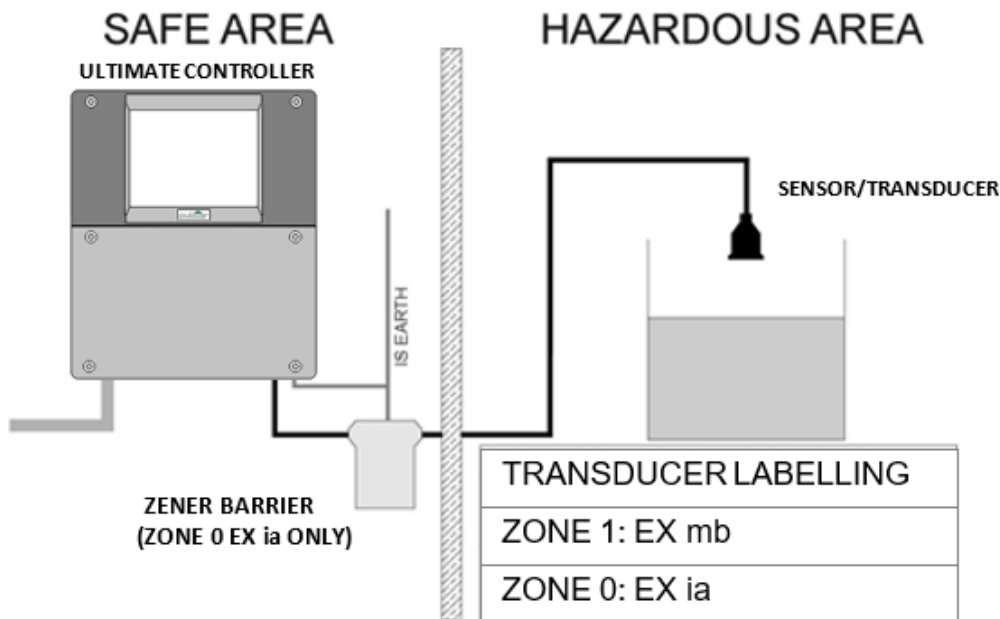 SAFE AREA
HAZARDOUS AREA
ULTIMATE CONTROLLER
SENSOR/TRANSDUCER
IS EARTH
ZENER BARRIER
(ZONE 0 EX ia ONLY)
TRANSDUCER LABELLING
ZONE 1: EX mb
ZONE 0: EX ia